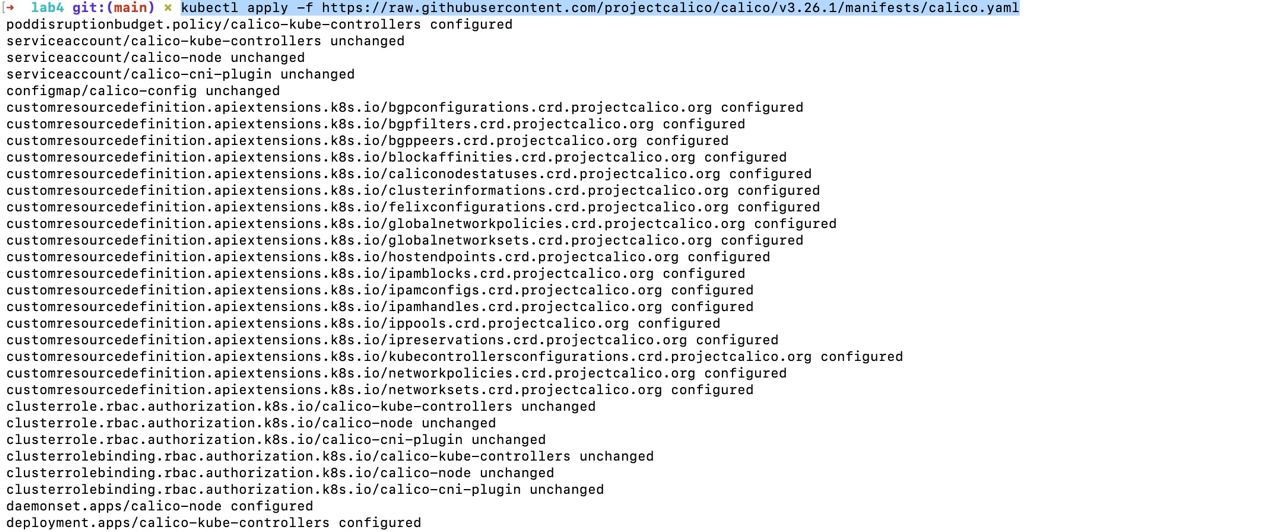 [→  lab4 git:(main) × kubectl apply -f https://raw.githubusercontent.com/projectcalico/calico/v3.26.1/manifests/calico.yaml
poddisruptionbudget.policy/calico-kube-controllers configured
serviceaccount/calico-kube-controllers unchanged
serviceaccount/calico-node unchanged
serviceaccount/calico-cni-plugin unchanged
configmap/calico-config unchanged
customresourcedefinition.apiextensions.k8s.io/bgpconfigurations.crd.projectcalico.org configured
customresourcedefinition.apiextensions.k8s.io/bgpfilters.crd.projectcalico.org configured
customresourcedefinition.apiextensions.k8s.io/bgppeers.crd.projectcalico.org configured
customresourcedefinition.apiextensions.k8s.io/blockaffinities.crd.projectcalico.org configured
customresourcedefinition.apiextensions.k8s.io/caliconodestatuses.crd.projectcalico.org configured
customresourcedefinition.apiextensions.k8s.io/clusterinformations.crd.projectcalico.org configured
customresourcedefinition.apiextensions.k8s.io/felixconfigurations.crd.projectcalico.org configured
customresourcedefinition.apiextensions.k8s.io/globalnetworkpolicies.crd.projectcalico.org configured
customresourcedefinition.apiextensions.k8s.io/globalnetworksets.crd.projectcalico.org configured
customresourcedefinition.apiextensions.k8s.io/hostendpoints.crd.projectcalico.org configured
customresourcedefinition.apiextensions.k8s.io/ipamblocks.crd.projectcalico.org configured
customresourcedefinition.apiextensions.k8s.io/ipamconfigs.crd.projectcalico.org configured
customresourcedefinition.apiextensions.k8s.io/ipamhandles.crd.projectcalico.org configured
customresourcedefinition.apiextensions.k8s.io/ippools.crd.projectcalico.org configured
customresourcedefinition.apiextensions.k8s.io/ipreservations.crd.projectcalico.org configured
customresourcedefinition.apiextensions.k8s.io/kubecontrollersconfigurations.crd.projectcalico.org configured
customresourcedefinition.apiextensions.k8s.io/networkpolicies.crd.projectcalico.org configured
customresourcedefinition.apiextensions.k8s.io/networksets.crd.projectcalico.org configured
clusterrole.rbac.authorization.k8s.io/calico-kube-controllers unchanged
clusterrole.rbac.authorization.k8s.io/calico-node unchanged
clusterrole.rbac.authorization.k8s.io/calico-cni-plugin unchanged
clusterrolebinding.rbac.authorization.k8s.io/calico-kube-controllers unchanged
clusterrolebinding.rbac.authorization.k8s.io/calico-node unchanged
clusterrolebinding.rbac.authorization.k8s.io/calico-cni-plugin unchanged
daemonset.apps/calico-node configured
deployment.apps/calico-kube-controllers configured